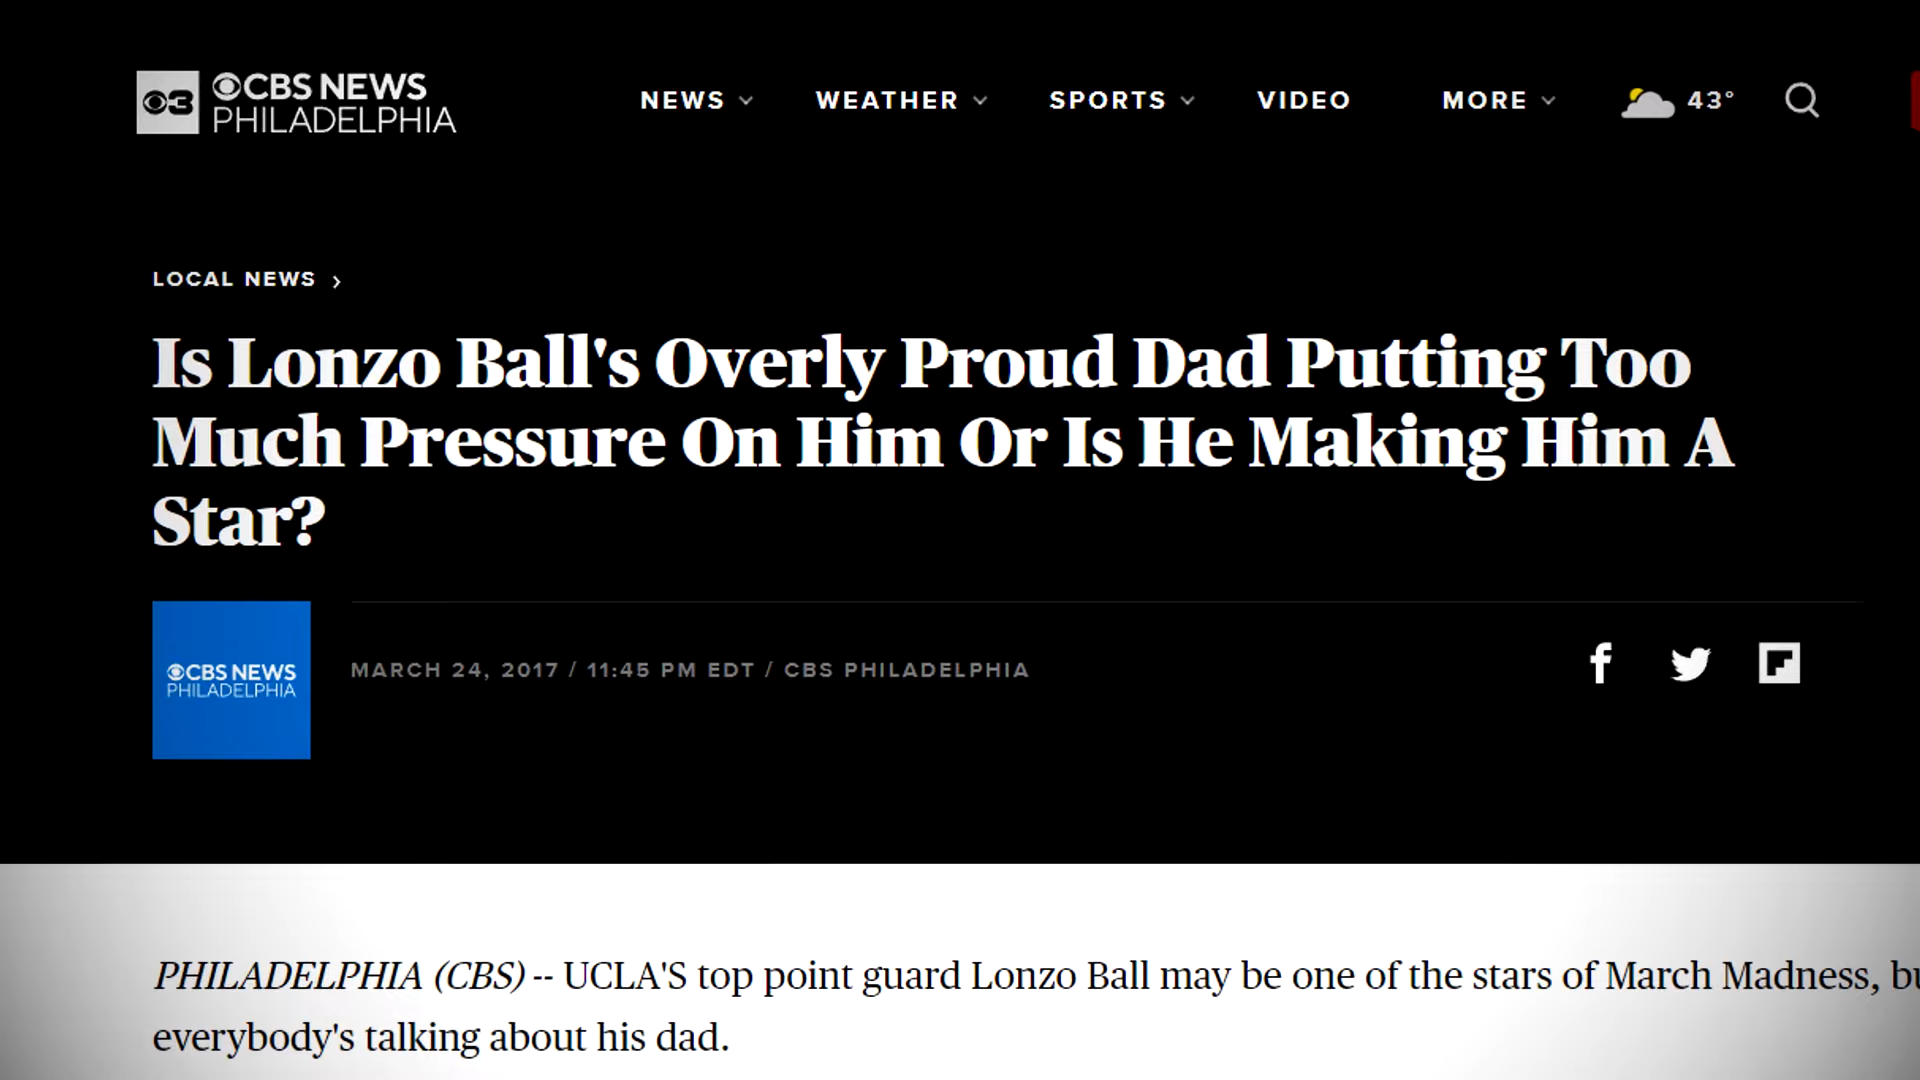 3 CBS NEWS
PHILADELPHIA
NEWS WEATHER SPORTS VIDEO MORE 43°
LOCAL NEWS
Is Lonzo Ball's Overly Proud Dad Putting Too
Much Pressure On Him Or Is He Making Him A
Star?
CBS NEWS
PHILADELPHIA
MARCH 24, 2017 / 11:45 PM EDT / CBS PHILADELPHIA
PHILADELPHIA (CBS) -- UCLA'S top point guard Lonzo Ball may be one of the stars of March Madness,
everybody's talking about his dad.